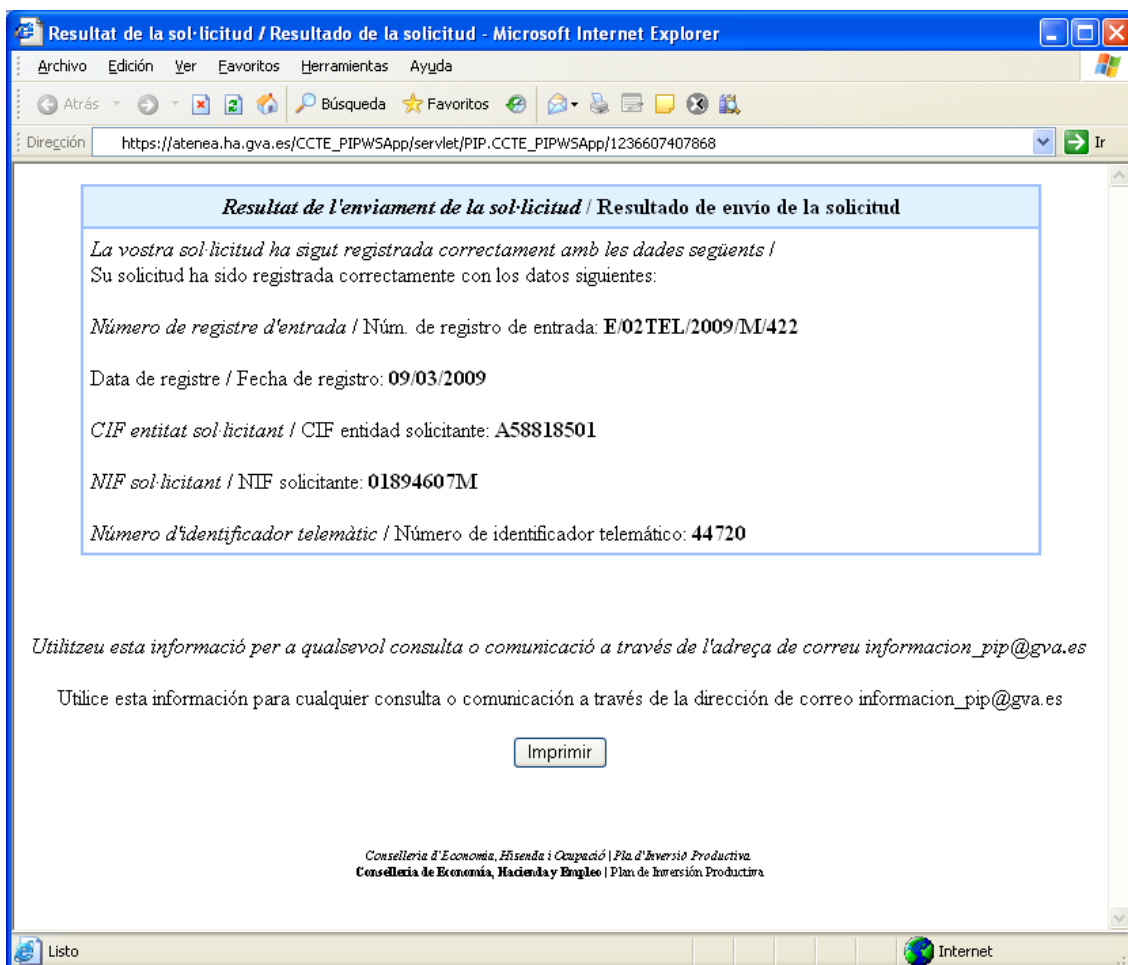 Resultat de la sol·licitud / Resultado de la solicitud - Microsoft Internet Explorer
Archivo Edición Ver Favoritos Herramientas Ayuda
Atrás Búsqueda Favoritos
Dirección https://atenea.ha.gva.es/CCTE_PIPWSApp/servlet/PIP.CCTE_PIPWSApp/1236607407868 Ir
Resultat de l'enviament de la sol·licitud / Resultado de envío de la solicitud
La vostra sol·licitud ha sigut registrada correctament amb les dades següents /
Su solicitud ha sido registrada correctamente con los datos siguientes:
Número de registre d'entrada / Núm. de registro de entrada: E/02TEL/2009/M/422
Data de registre / Fecha de registro: 09/03/2009
CIF entitat sol·licitant / CIF entidad solicitante: A58818501
NIF sol·licitant / NIF solicitante: 01894607M
Número d'identificador telemàtic / Número de identificador telemático: 44720
Utilitzeu esta informació per a qualsevol consulta o comunicació a través de l'adreça de correu informacion_pip@gva.es
Utilice esta información para cualquier consulta o comunicación a través de la dirección de correo informacion_pip@gva.es
Imprimir
Conselleria d'Economia, Hisenda i Ocupació | Pla d'Inversió Productiva
Conselleria de Economía, Hacienda y Empleo | Plan de Inversión Productiva
Listo Internet